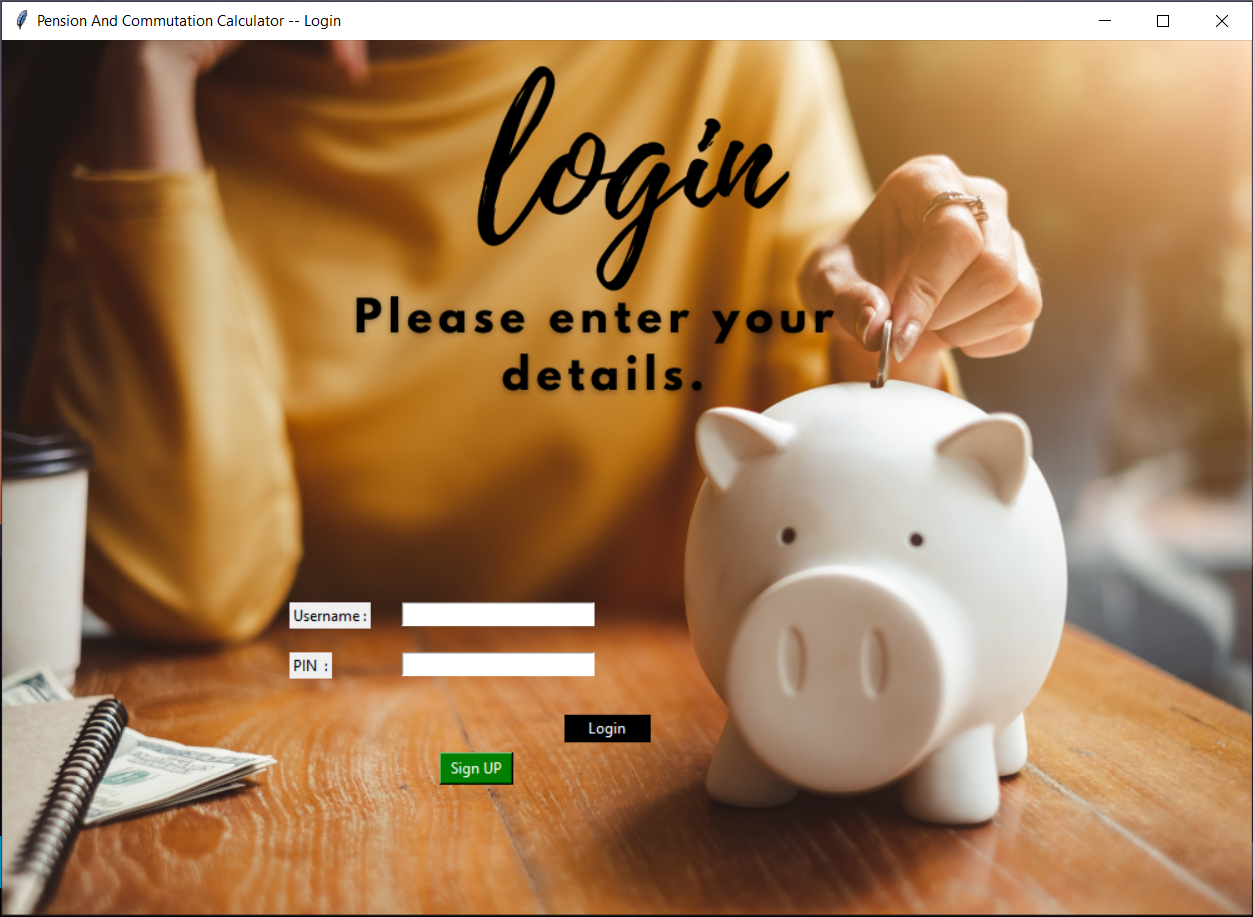 Pension And Commutation Calculator -- Login
login
Please enter your
details.
Username :
PIN :
Login
Sign UP